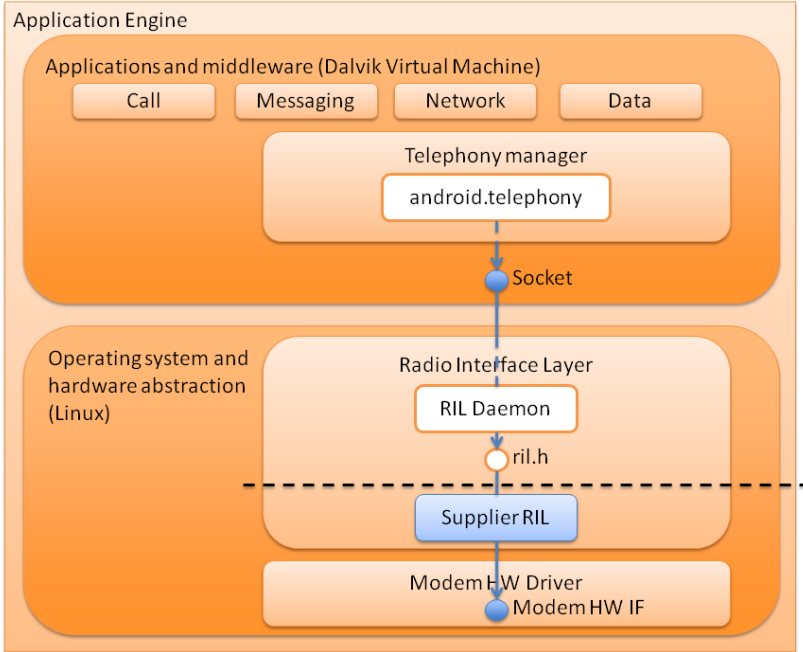 Application Engine
Applications and middleware (Dalvik Virtual Machine)
Call
Messaging
Network
Data
Telephony manager
android.telephony
Socket
Operating system and
hardware abstraction
(Linux)
Radio Interface Layer
RIL Daemon
ril.h
Supplier RIL
Modem HW Driver
Modem HW IF